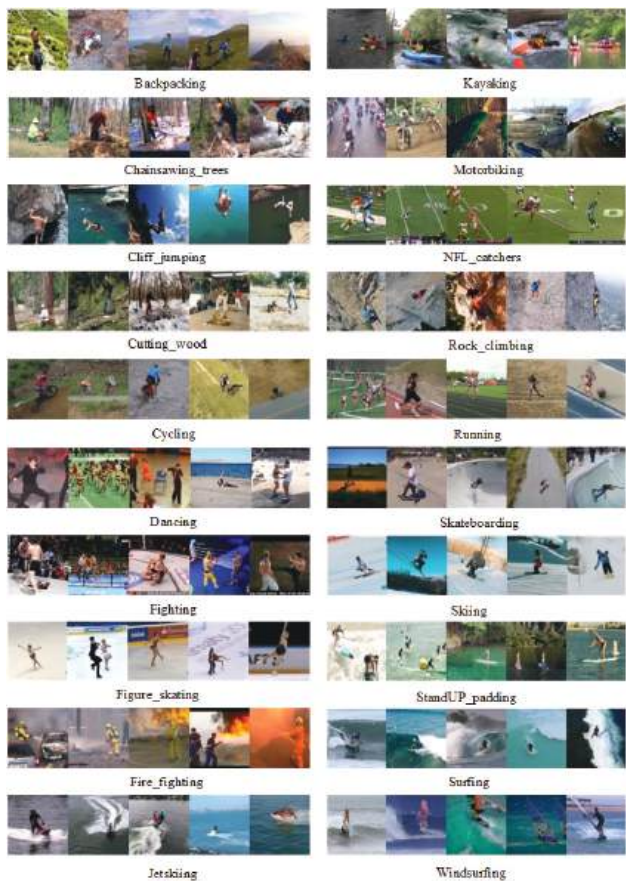 Backpacking
Kayaking
Chainsawing_trees
Motorbiking
Cliff_jumping
NFL_catchers
Cutting_wood
Rock_climbing
Cycling
Running
Dancing
Skateboarding
Fighting
Skiing
Figure_skating
StandUP_padding
Fire_fighting
Surfing
Jetskiing
Windsurfing